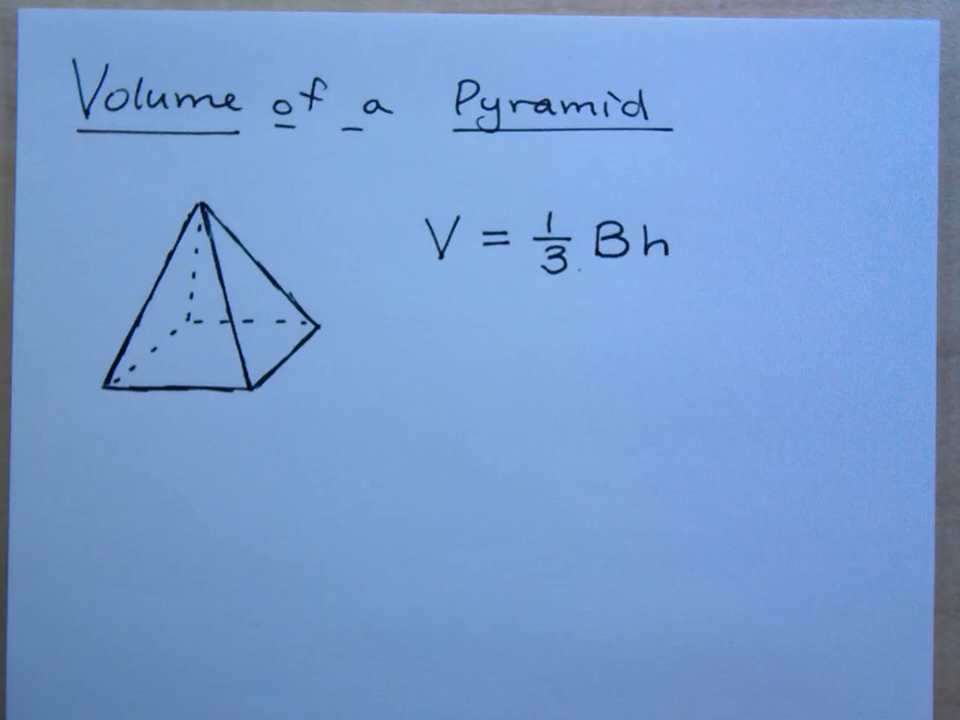 Volume of a Pyramid
V = 1/3 Bh